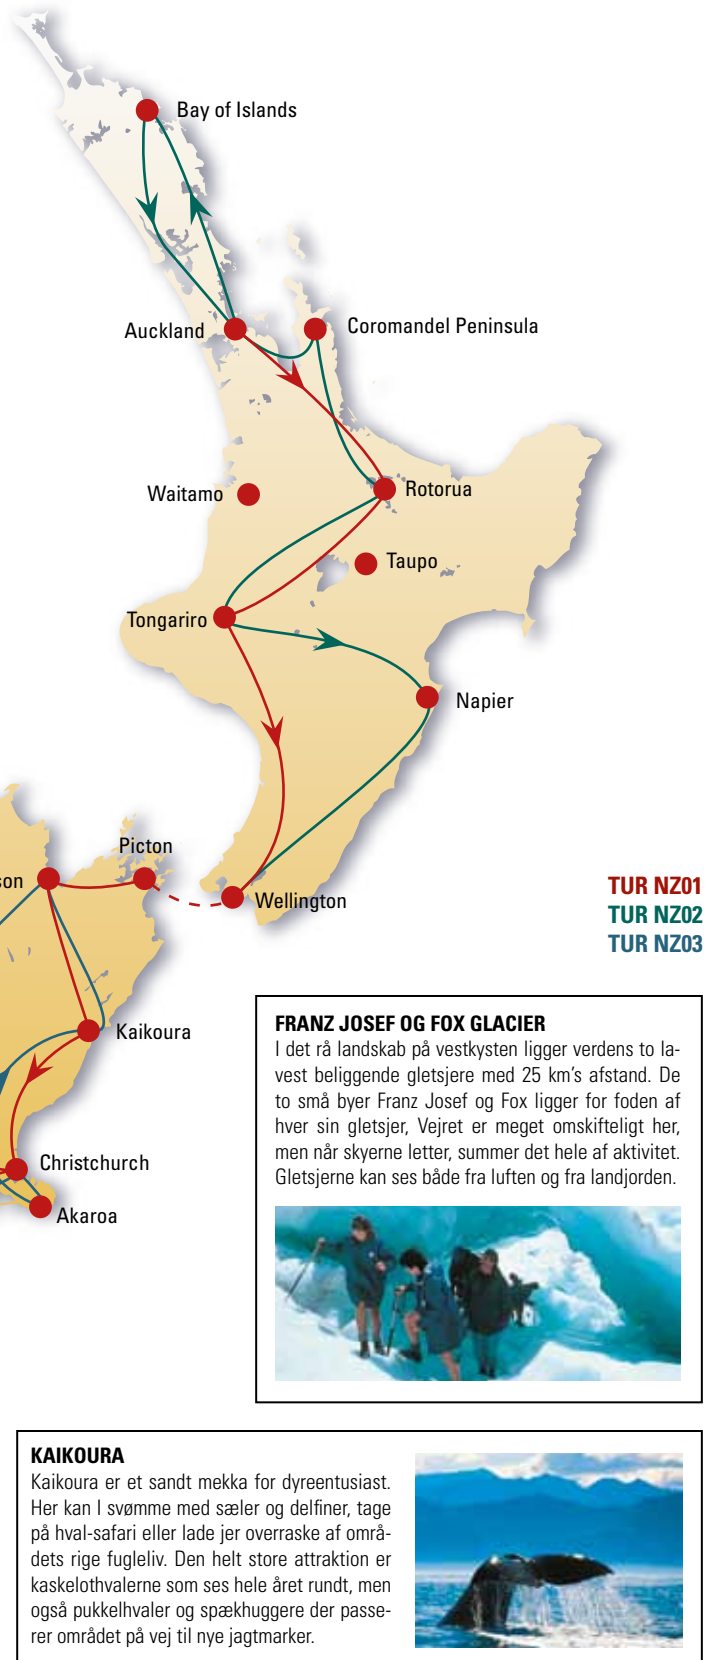 Bay of Islands
Auckland
Coromandel Peninsula
Waitamo
Rotorua
Taupo
Tongariro
Napier
Picton
son
Wellington
TUR NZ01
TUR NZ02
TUR NZ03
Kaikoura
Christchurch
Akaroa
FRANZ JOSEF OG FOX GLACIER
I det rå landskab på vestkysten ligger verdens to la-
vest beliggende gletsjere med 25 km's afstand. De
to små byer Franz Josef og Fox ligger for foden af
hver sin gletsjer, Vejret er meget omskifteligt her,
men når skyerne letter, summer det hele af aktivitet.
Gletsjerne kan ses både fra luften og fra landjorden.
KAIKOURA
Kaikoura er et sandt mekka for dyreentusiast.
Her kan I svømme med sæler og delfiner, tage
på hval-safari eller lade jer overraske af områ-
dets rige fugleliv. Den helt store attraktion er
kaskelothvalerne som ses hele året rundt, men
også pukkelhvaler og spækhuggere der passe-
rer området på vej til nye jagtmarker.